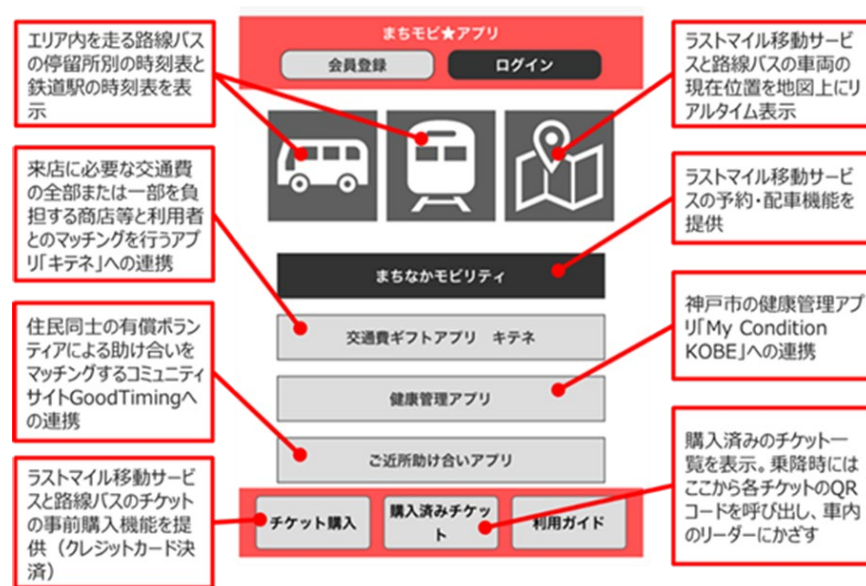 エリア内を走る路線バス
の停留所別の時刻表と
鉄道駅の時刻表を表
示
来店に必要な交通費
の全部または一部を負
担する商店等と利用者
とのマッチングを行うアプ
リ「キテネ」への連携
住民同士の有償ボラン
ティアによる助け合いを
マッチングするコミュニティ
サイトGoodTimingへ
の連携
ラストマイル移動サービ
スと路線バスのチケット
の事前購入機能を提
供（クレジットカード決
済）
まちモビ★アプリ
会員登録
ログイン
まちなかモビリティ
交通費ギフトアプリ　キテネ
健康管理アプリ
ご近所助け合いアプリ
チケット購入
購入済みチケッ
ト
利用ガイド
ラストマイル移動サービ
スと路線バスの車両の
現在位置を地図上にリ
アルタイム表示
ラストマイル移動サービ
スの予約・配車機能を
提供
神戸市の健康管理アプ
リ「My Condition
KOBE」への連携
購入済みのチケット一
覧を表示。乗降時には
ここから各チケットのQR
コードを呼び出し、車内
のリーダーにかざす